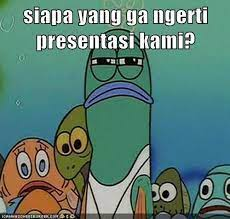 siapa yang ga ngerti
presentasi kami?